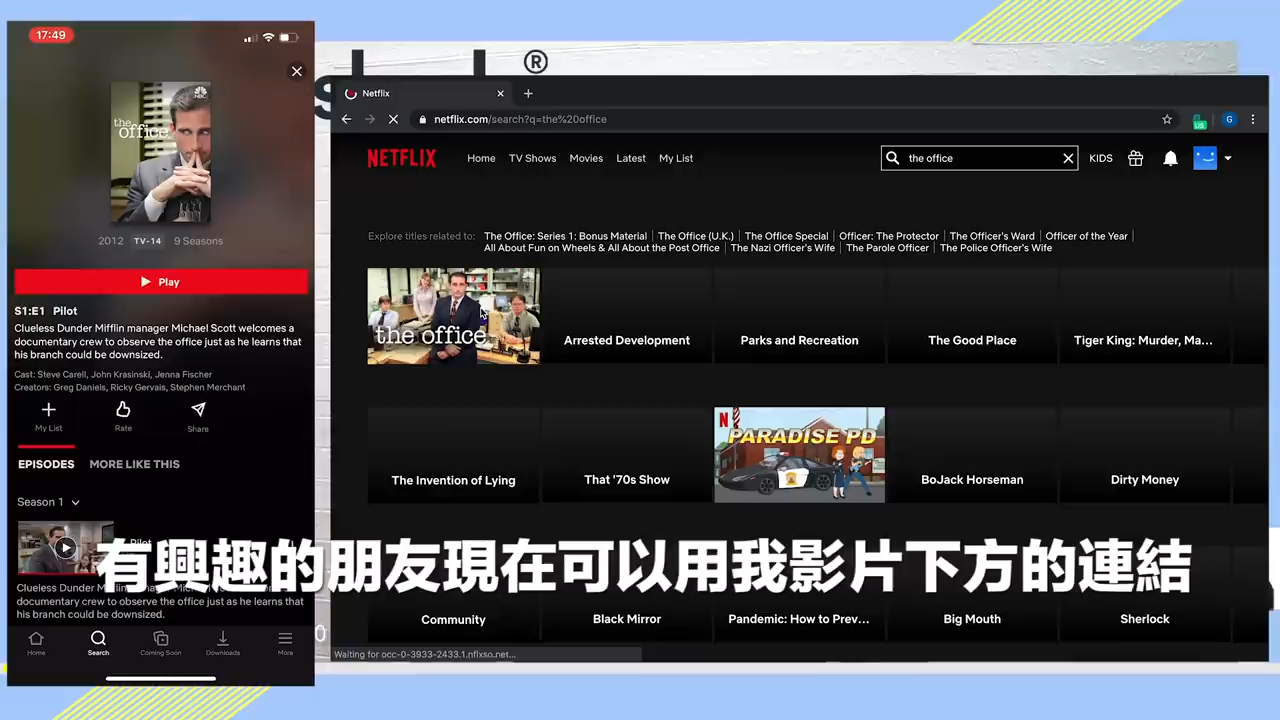 17:49
the office
2012 TV-14 9 Seasons
Play
S1:E1 Pilot
Clueless Dunder Mifflin manager Michael Scott welcomes a
documentary crew to observe the office just as he learns that
his branch could be downsized.
Cast: Steve Carell, John Krasinski, Jenna Fischer
Creators: Greg Daniels, Ricky Gervais, Stephen Merchant
My List Rate Share
EPISODES MORE LIKE THIS
Season 1
Pilot
documentary crew to observe the office just as he learns that
his branch could be downsized.
Home Search Coming Soon Downloads More
®
Netflix
netflix.com/search?q=the%20office
US
G
NETFLIX Home TV Shows Movies Latest My List the office KIDS
Explore titles related to: The Office: Series 1: Bonus Material | The Office (U.K.) | The Office Special | Officer: The Protector | The Officer's Ward | Officer of the Year |
All About Fun on Wheels & All About the Post Office | The Nazi Officer's Wife | The Parole Officer | The Police Officer's Wife
the office Arrested Development Parks and Recreation The Good Place Tiger King: Murder, Ma...
N PARADISE PD
The Invention of Lying That '70s Show BoJack Horseman Dirty Money
有興趣的朋友現在可以用我影片下方的連結
Community Black Mirror Pandemic: How to Prev... Big Mouth Sherlock
Waiting for occ-0-3933-2433.1.nflxso.net...